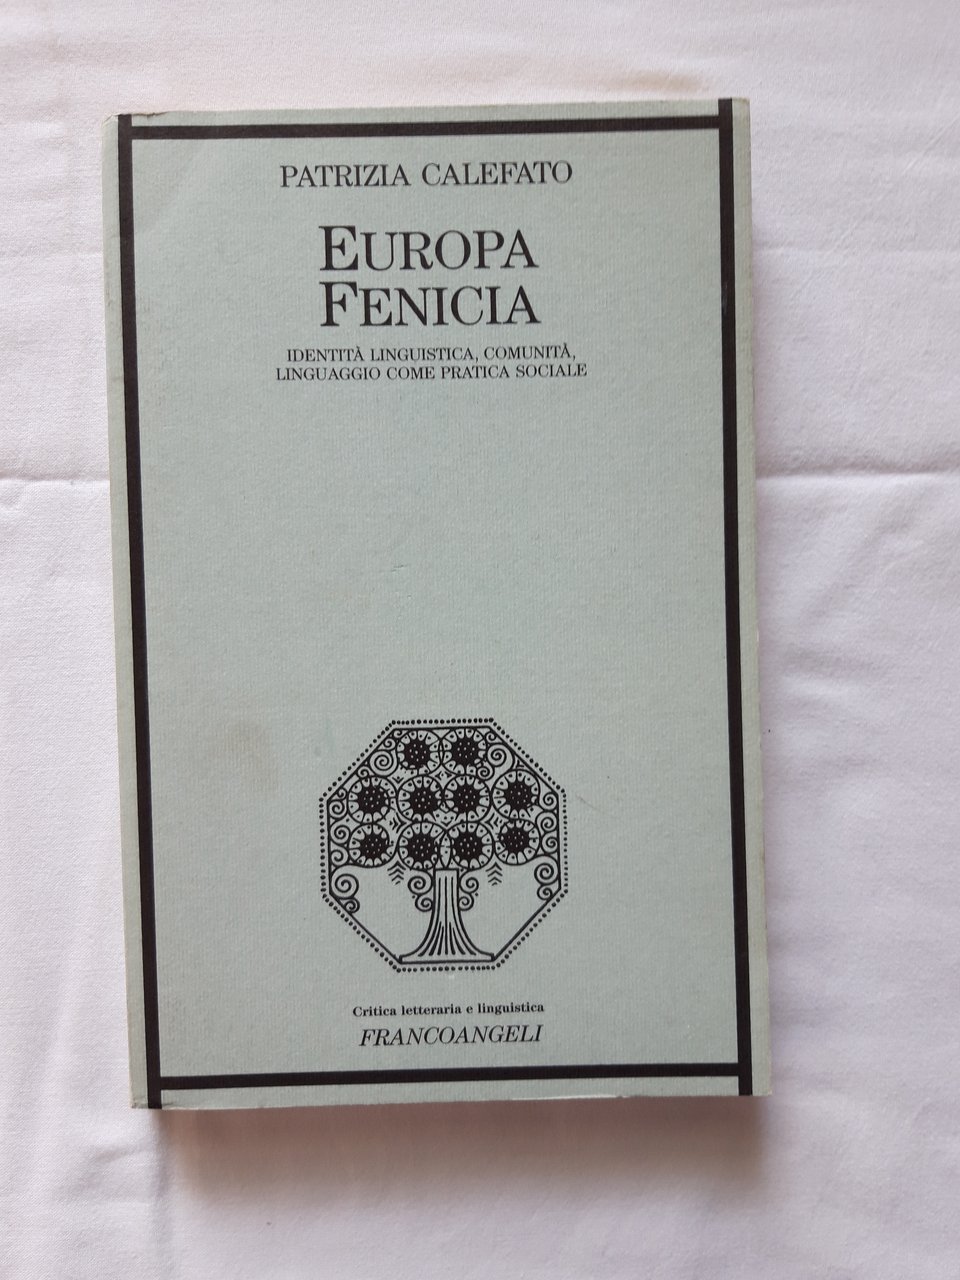 PATRIZIA CALEFATO
EUROPA
FENICIA
IDENTITÀ LINGUISTICA, COMUNITÀ,
LINGUAGGIO COME PRATICA SOCIALE
Critica letteraria e linguistica
FRANCOANGELI